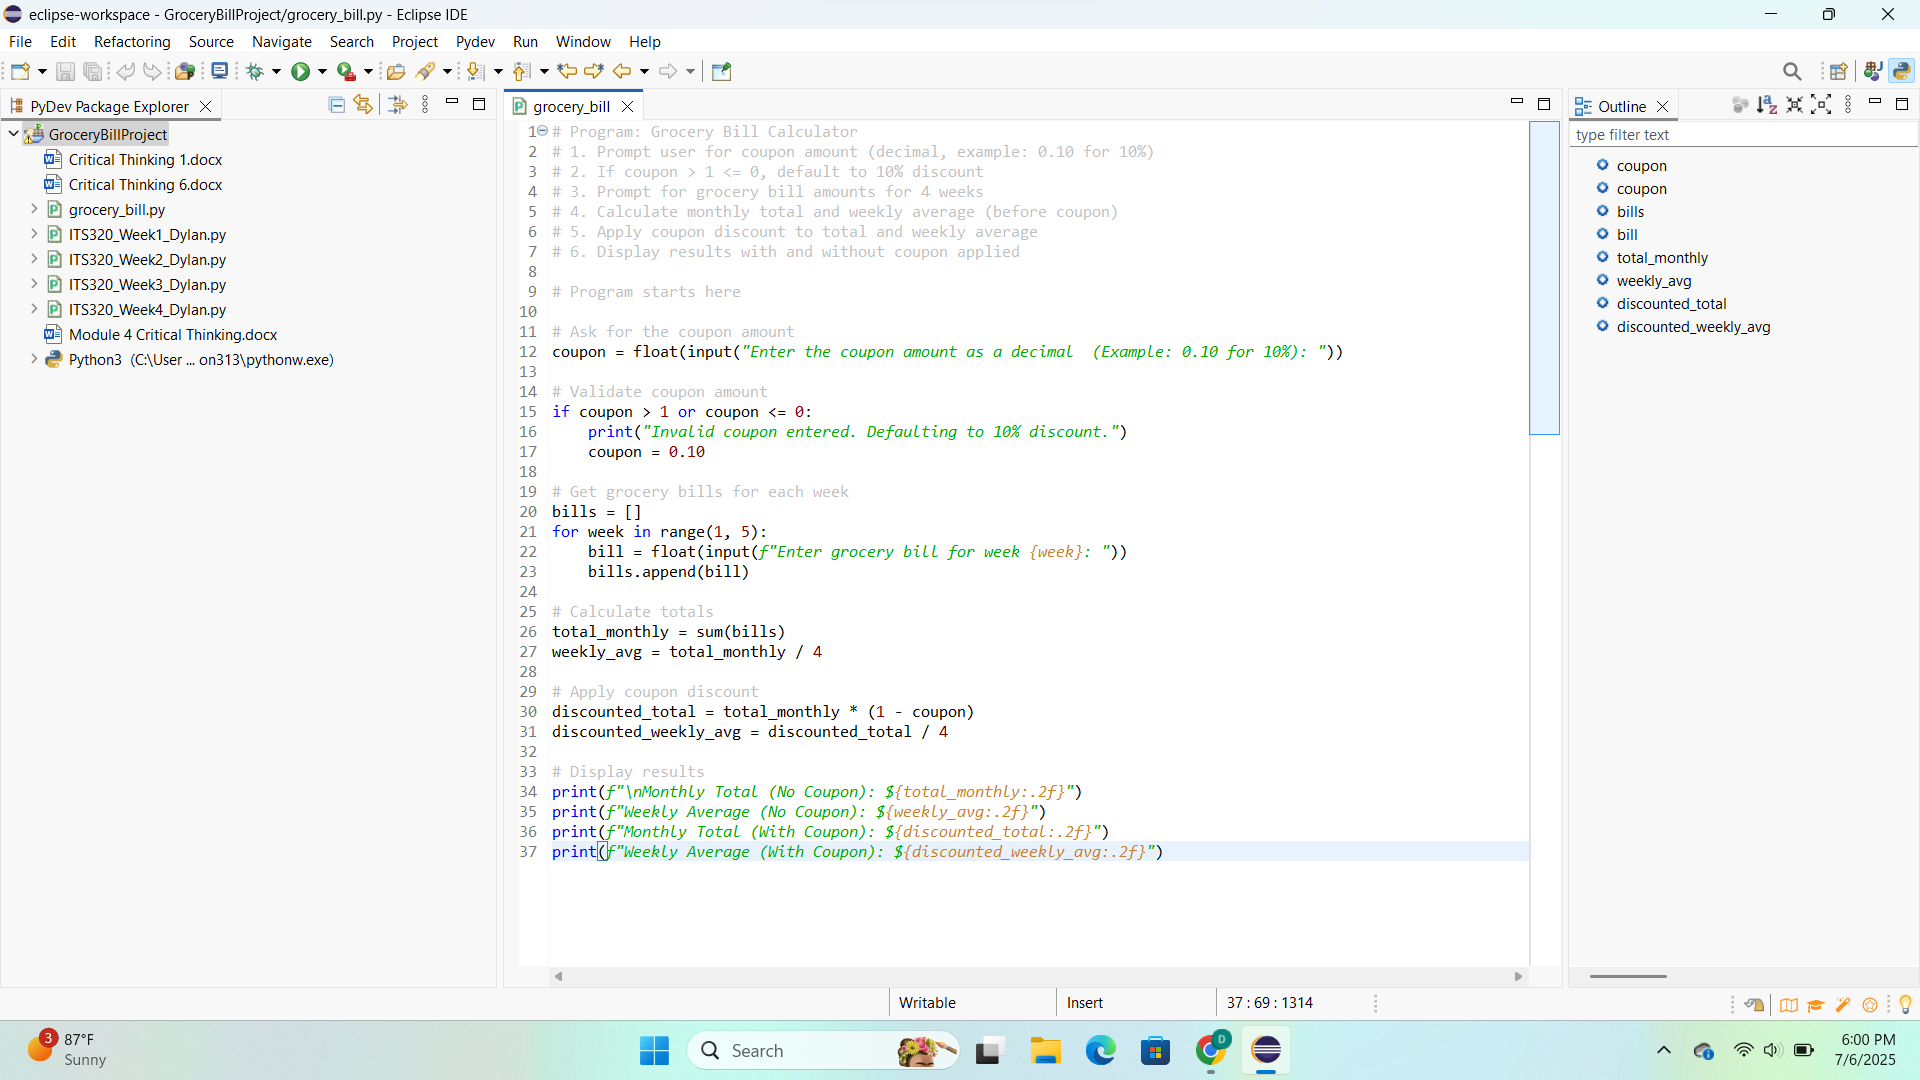 eclipse-workspace - GroceryBillProject/grocery_bill.py - Eclipse IDE
File Edit Refactoring Source Navigate Search Project Pydev Run Window Help
PyDev Package Explorer
GroceryBillProject
Critical Thinking 1.docx
Critical Thinking 6.docx
grocery_bill.py
ITS320_Week1_Dylan.py
ITS320_Week2_Dylan.py
ITS320_Week3_Dylan.py
ITS320_Week4_Dylan.py
Module 4 Critical Thinking.docx
Python3 (C:\User ... on313\pythonw.exe)
grocery_bill
1 # Program: Grocery Bill Calculator
2 # 1. Prompt user for coupon amount (decimal, example: 0.10 for 10%)
3 # 2. If coupon > 1 <= 0, default to 10% discount
4 # 3. Prompt for grocery bill amounts for 4 weeks
5 # 4. Calculate monthly total and weekly average (before coupon)
6 # 5. Apply coupon discount to total and weekly average
7 # 6. Display results with and without coupon applied
8
9 # Program starts here
10
11 # Ask for the coupon amount
12 coupon = float(input("Enter the coupon amount as a decimal  (Example: 0.10 for 10%): "))
13
14 # Validate coupon amount
15 if coupon > 1 or coupon <= 0:
16     print("Invalid coupon entered. Defaulting to 10% discount.")
17     coupon = 0.10
18
19 # Get grocery bills for each week
20 bills = []
21 for week in range(1, 5):
22     bill = float(input(f"Enter grocery bill for week {week}: "))
23     bills.append(bill)
24
25 # Calculate totals
26 total_monthly = sum(bills)
27 weekly_avg = total_monthly / 4
28
29 # Apply coupon discount
30 discounted_total = total_monthly * (1 - coupon)
31 discounted_weekly_avg = discounted_total / 4
32
33 # Display results
34 print(f"\nMonthly Total (No Coupon): ${total_monthly:.2f}")
35 print(f"Weekly Average (No Coupon): ${weekly_avg:.2f}")
36 print(f"Monthly Total (With Coupon): ${discounted_total:.2f}")
37 print(f"Weekly Average (With Coupon): ${discounted_weekly_avg:.2f}")
Outline
type filter text
coupon
coupon
bills
bill
total_monthly
weekly_avg
discounted_total
discounted_weekly_avg
Writable Insert 37 : 69 : 1314
3
87°F
Sunny
Search
D
6:00 PM
7/6/2025